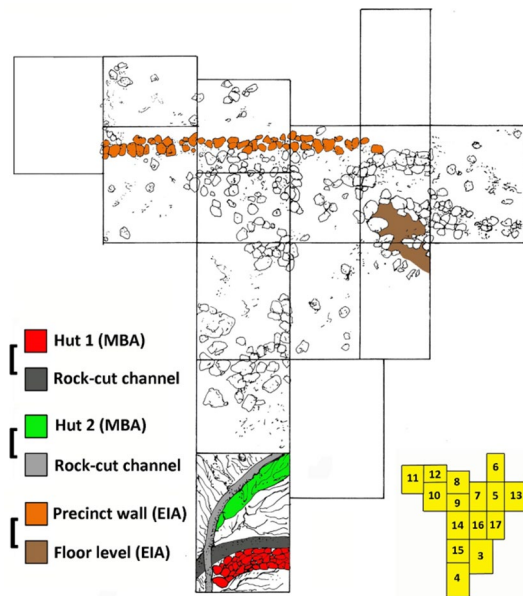 Hut 1 (MBA)
Rock-cut channel
Hut 2 (MBA)
Rock-cut channel
Precinct wall (EIA)
Floor level (EIA)
6
11 12 8
10 9 7 5 13
14 16 17
15 3
4